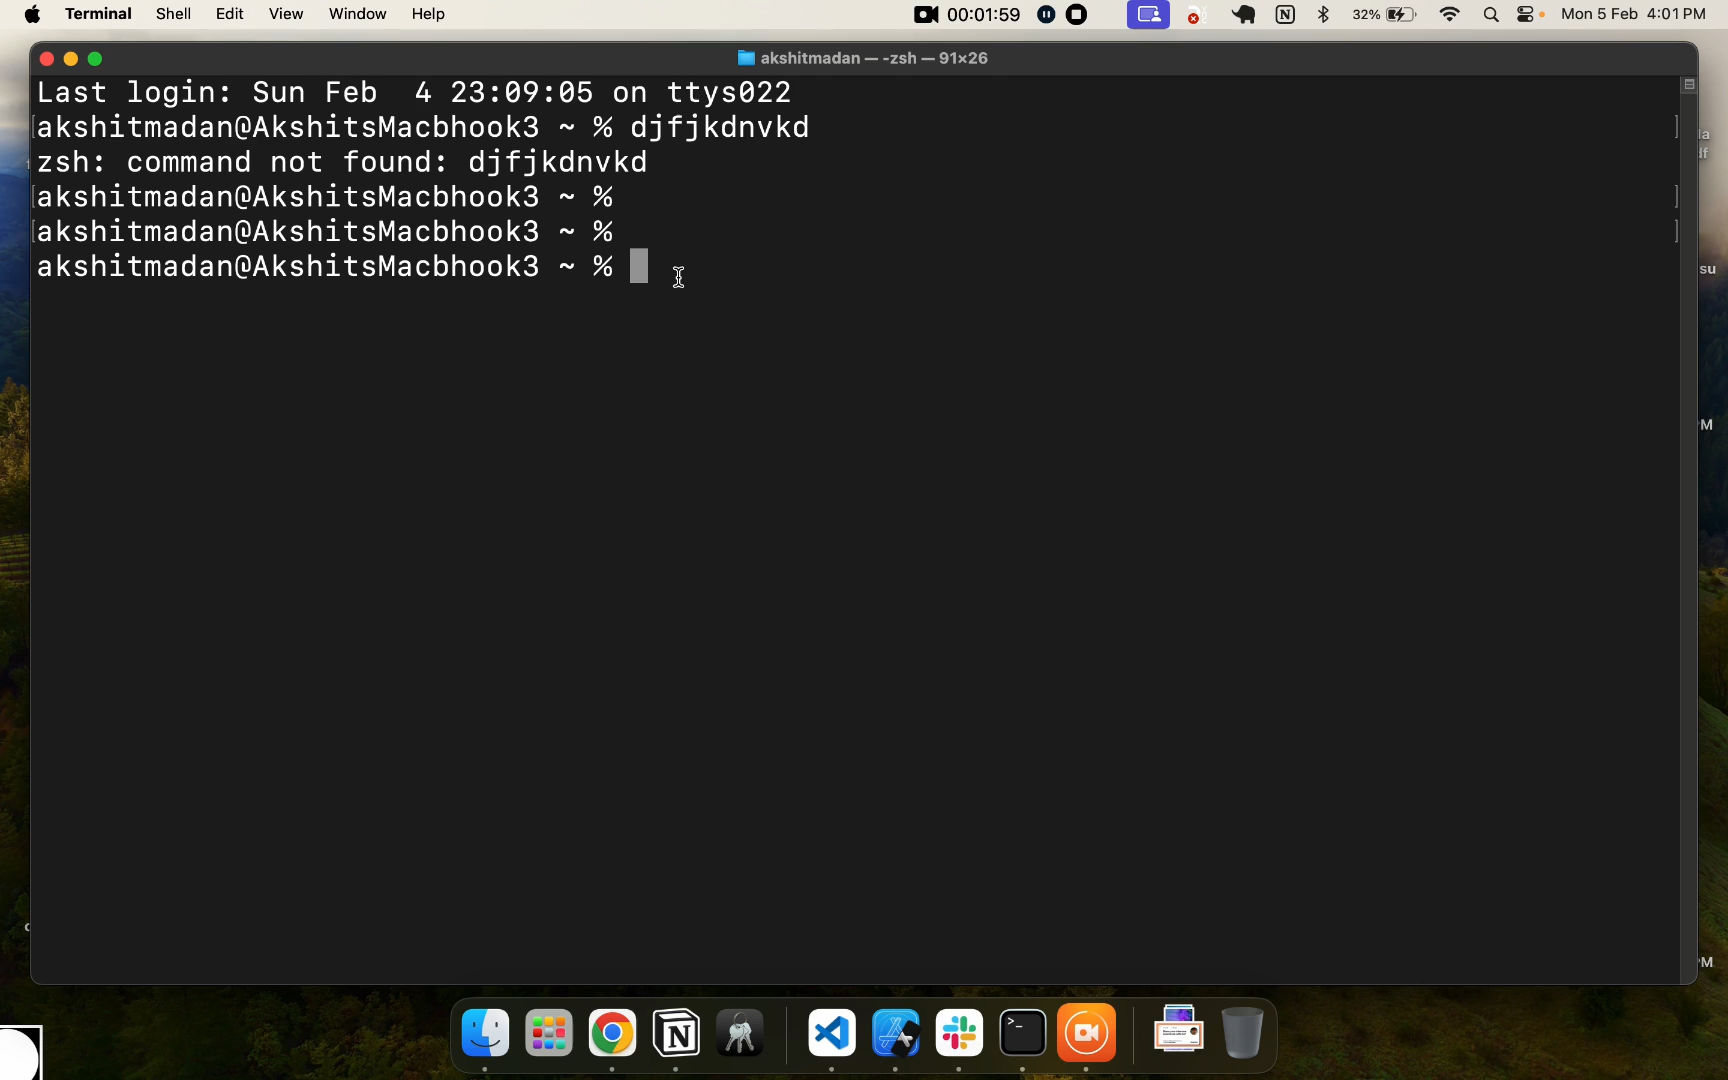 Terminal Shell Edit View Window Help 00:01:59 32% Mon 5 Feb 4:01 PM
akshitmadan — -zsh — 91×26
Last login: Sun Feb  4 23:09:05 on ttys022
akshitmadan@AkshitsMacbhook3 ~ % djfjkdnvkd
zsh: command not found: djfjkdnvkd
akshitmadan@AkshitsMacbhook3 ~ %
akshitmadan@AkshitsMacbhook3 ~ %
akshitmadan@AkshitsMacbhook3 ~ %